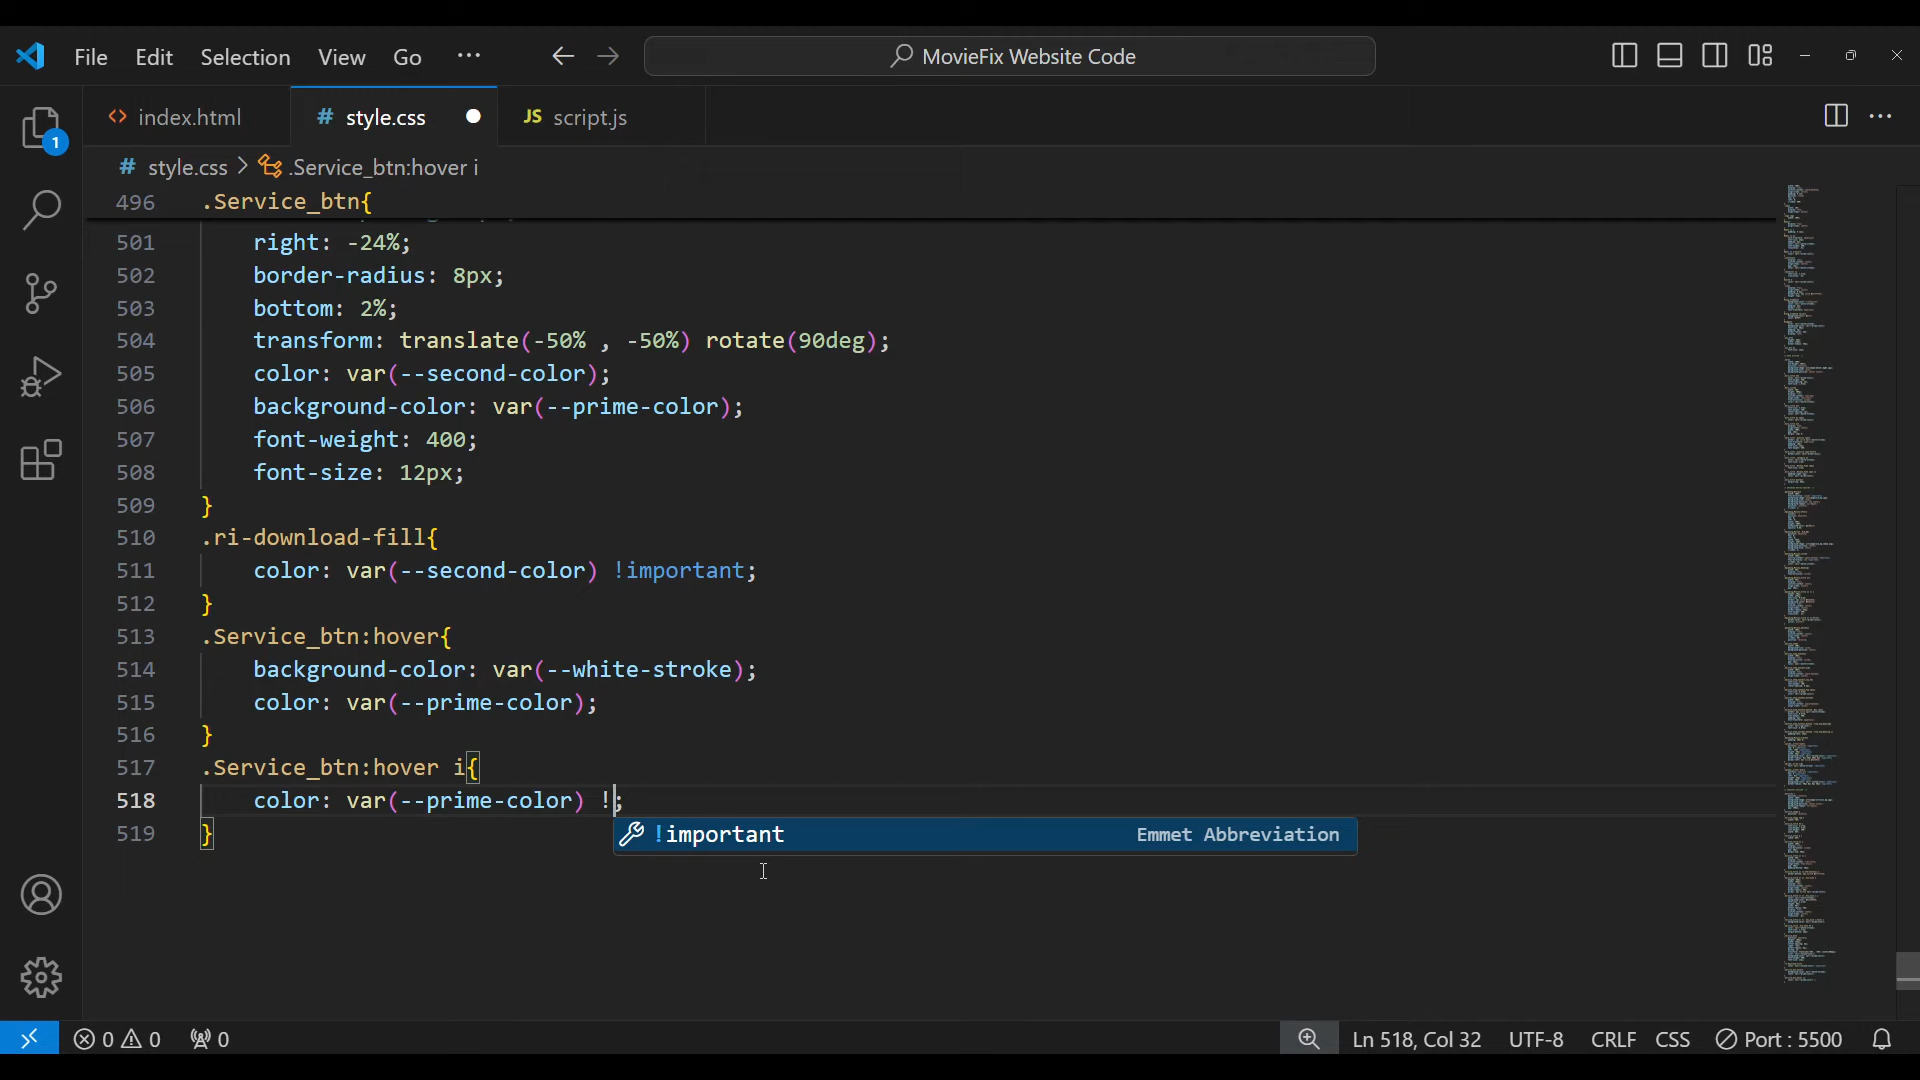 File Edit Selection View Go ··· MovieFix Website Code
index.html # style.css JS script.js
# style.css > .Service_btn:hover i
496 .Service_btn{
501 right: -24%;
502 border-radius: 8px;
503 bottom: 2%;
504 transform: translate(-50% , -50%) rotate(90deg);
505 color: var(--second-color);
506 background-color: var(--prime-color);
507 font-weight: 400;
508 font-size: 12px;
509 }
510 .ri-download-fill{
511 color: var(--second-color) !important;
512 }
513 .Service_btn:hover{
514 background-color: var(--white-stroke);
515 color: var(--prime-color);
516 }
517 .Service_btn:hover i{
518 color: var(--prime-color) !;
519 }
!important Emmet Abbreviation
1
0 0 0 Ln 518, Col 32 UTF-8 CRLF CSS Port : 5500